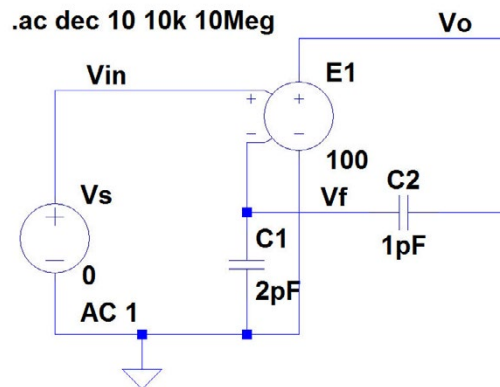 .ac dec 10 10k 10Meg
Vo
Vin
E1
+
+
−
−
100
Vs
Vf
C2
+
−
C1
1pF
0
2pF
AC 1